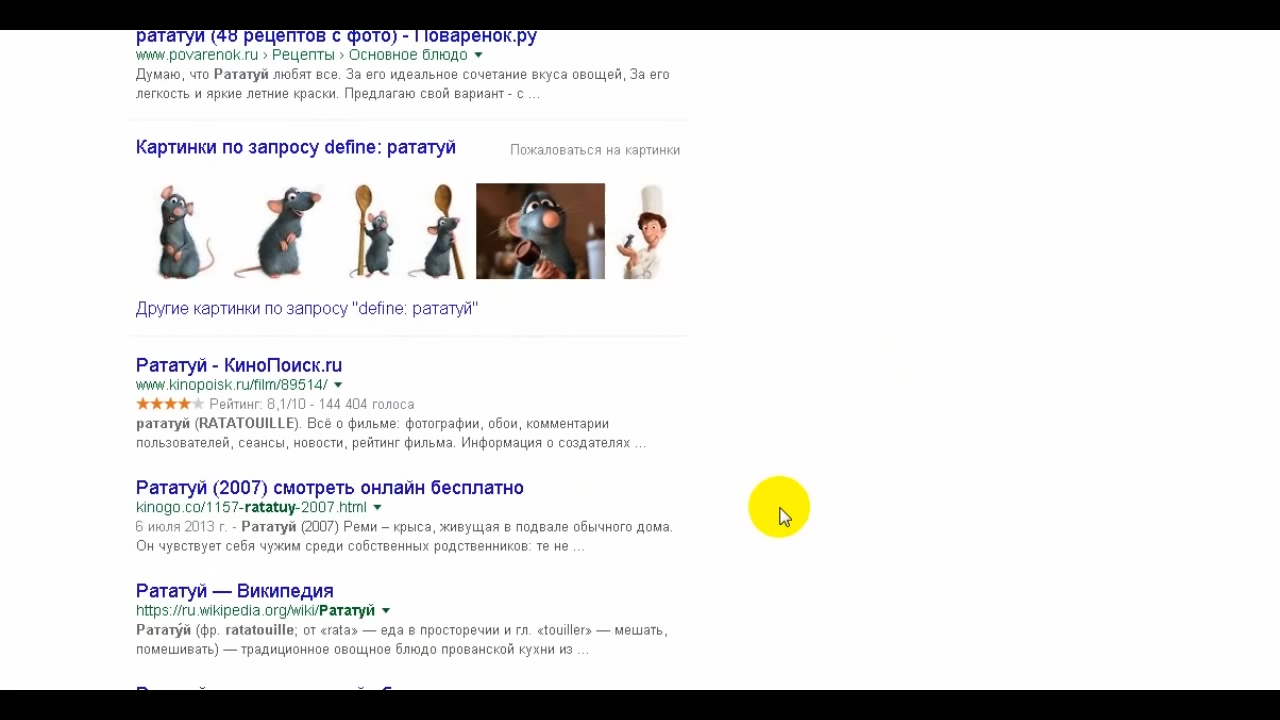 рататуй (48 рецептов с фото) - Поварёнок.ру
www.povarenok.ru › Рецепты › Основное блюдо
Думаю, что Рататуй любят все. За его идеальное сочетание вкуса овощей, За его
легкость и яркие летние краски. Предлагаю свой вариант - с ...
Картинки по запросу define: рататуй
Пожаловаться на картинки
Другие картинки по запросу "define: рататуй"
Рататуй - КиноПоиск.ru
www.kinopoisk.ru/film/89514/
Рейтинг: 8,1/10 - 144 404 голоса
рататуй (RATATOUILLE). Всё о фильме: фотографии, обои, комментарии
пользователей, сеансы, новости, рейтинг фильма. Информация о создателях ...
Рататуй (2007) смотреть онлайн бесплатно
kinogo.co/1157-ratatuy-2007.html
6 июля 2013 г. - Рататуй (2007) Реми – крыса, живущая в подвале обычного дома.
Он чувствует себя чужим среди собственных родственников: те не ...
Рататуй — Википедия
https://ru.wikipedia.org/wiki/Рататуй
Ратату́й (фр. ratatouille; от «rata» — еда в просторечии и гл. «touiller» — мешать,
помешивать) — традиционное овощное блюдо прованской кухни из ...